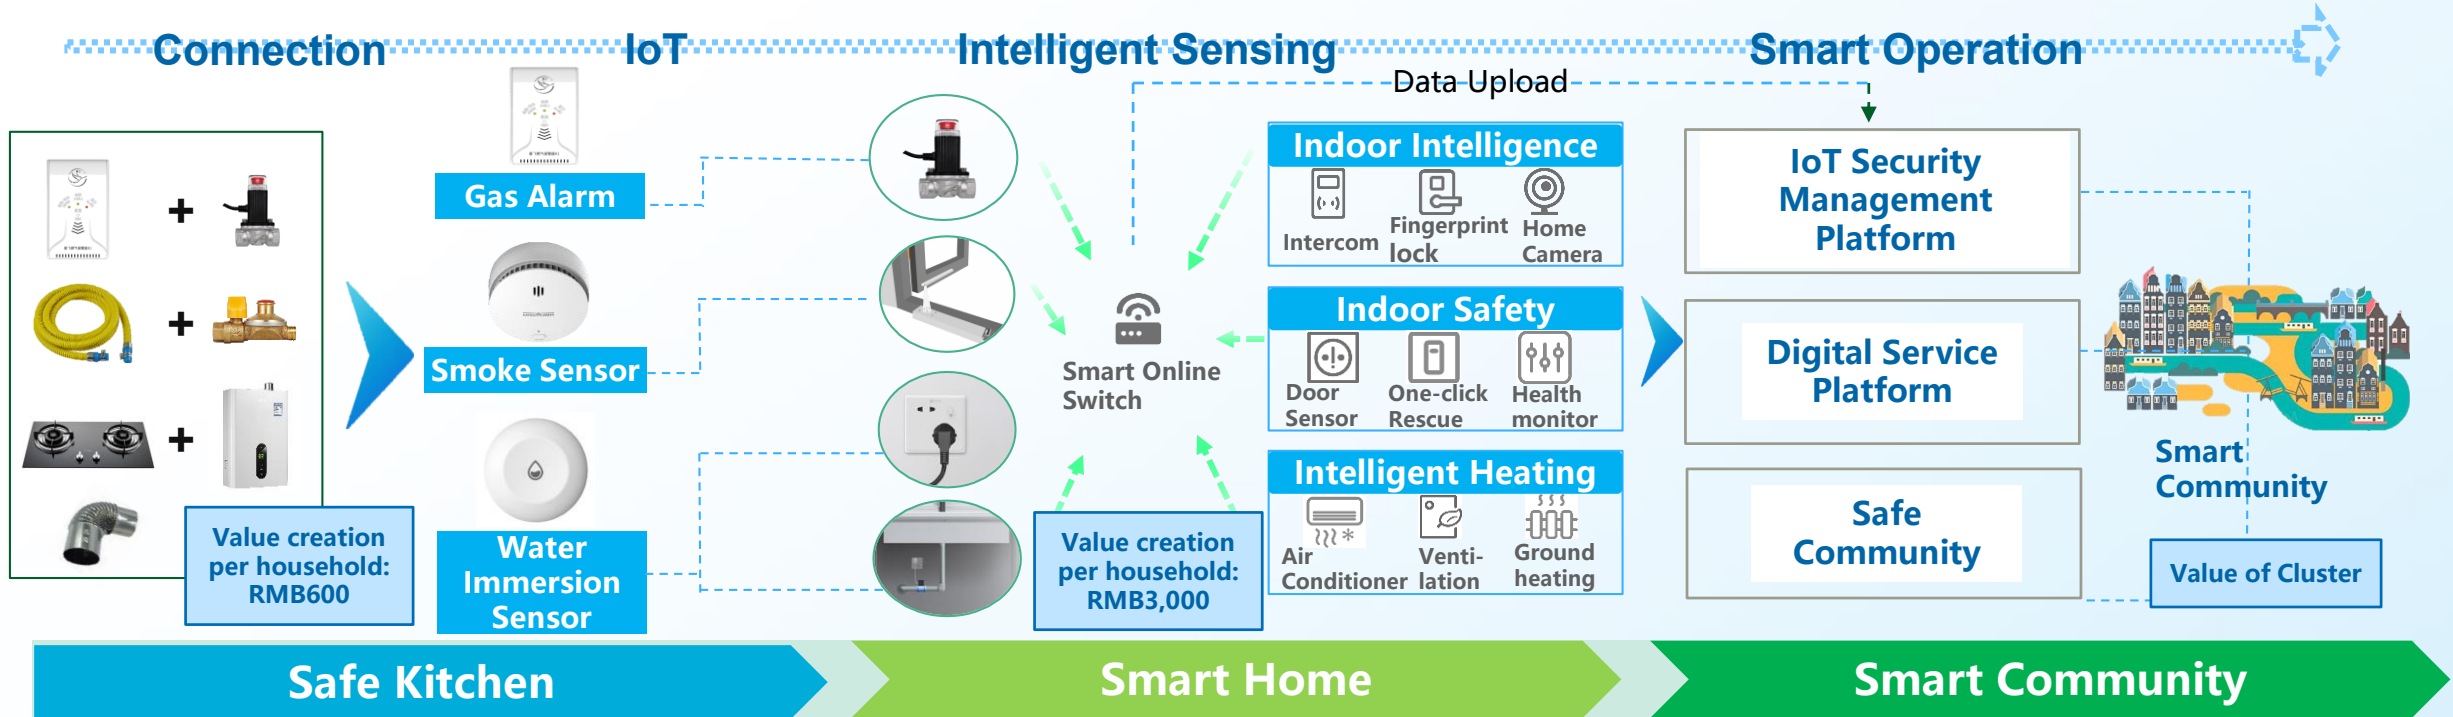 Connection
IoT
Intelligent Sensing
Smart Operation
Data Upload
Value creation
per household:
RMB600
Gas Alarm
Smoke Sensor
Water
Immersion
Sensor
Smart Online
Switch
Value creation
per household:
RMB3,000
Indoor Intelligence
Intercom
Fingerprint
lock
Home
Camera
Indoor Safety
Door
Sensor
One-click
Rescue
Health
monitor
Intelligent Heating
Air
Conditioner
Venti-
lation
Ground
heating
IoT Security
Management
Platform
Digital Service
Platform
Safe
Community
Smart
Community
Value of Cluster
Safe Kitchen
Smart Home
Smart Community